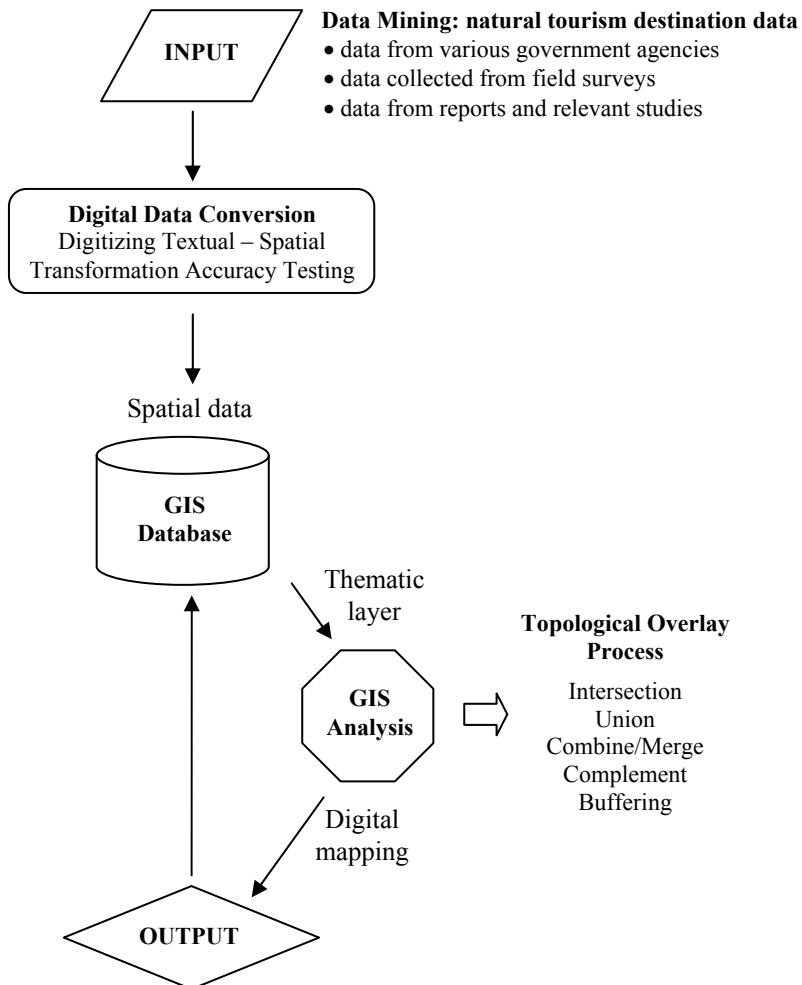 INPUT
Data Mining: natural tourism destination data
• data from various government agencies
• data collected from field surveys
• data from reports and relevant studies
Digital Data Conversion
Digitizing Textual – Spatial
Transformation Accuracy Testing
Spatial data
GIS
Database
Thematic
layer
GIS
Analysis
Topological Overlay
Process
Intersection
Union
Combine/Merge
Complement
Buffering
Digital
mapping
OUTPUT